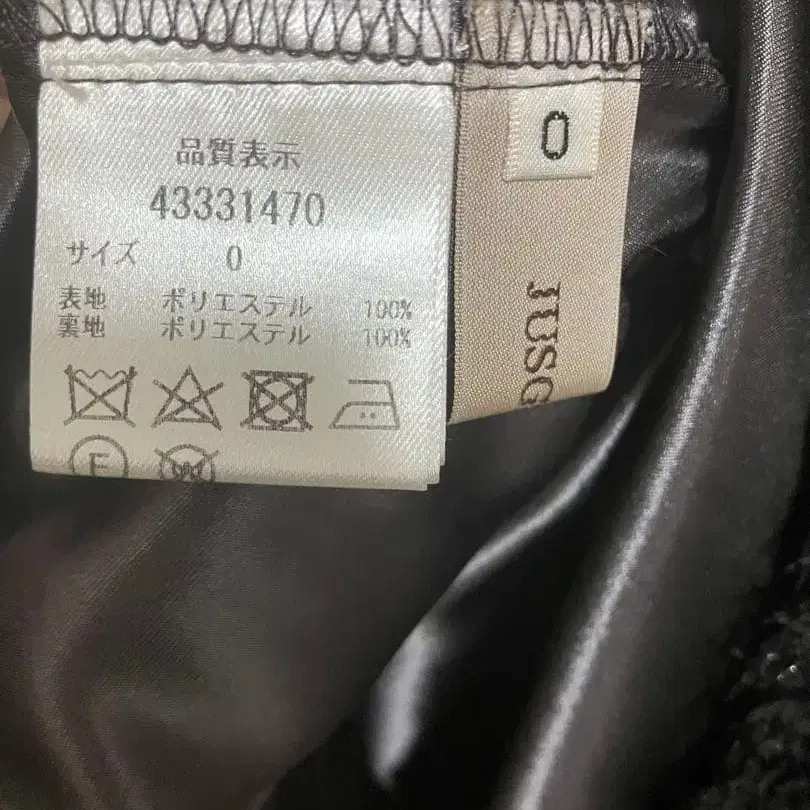 品質表示
43331470
サイズ 0
表地 ポリエステル 100%
裏地 ポリエステル 100%
F
W
0
JUSG